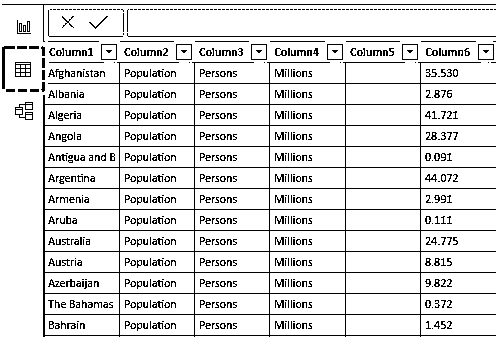 Column1 Column2 Column3 Column4 Column5 Column6
Afghanistan Population Persons Millions 35.530
Albania Population Persons Millions 2.876
Algeria Population Persons Millions 41.721
Angola Population Persons Millions 28.377
Antigua and B Population Persons Millions 0.091
Argentina Population Persons Millions 44.072
Armenia Population Persons Millions 2.991
Aruba Population Persons Millions 0.111
Australia Population Persons Millions 24.775
Austria Population Persons Millions 8.815
Azerbaijan Population Persons Millions 9.822
The Bahamas Population Persons Millions 0.372
Bahrain Population Persons Millions 1.452